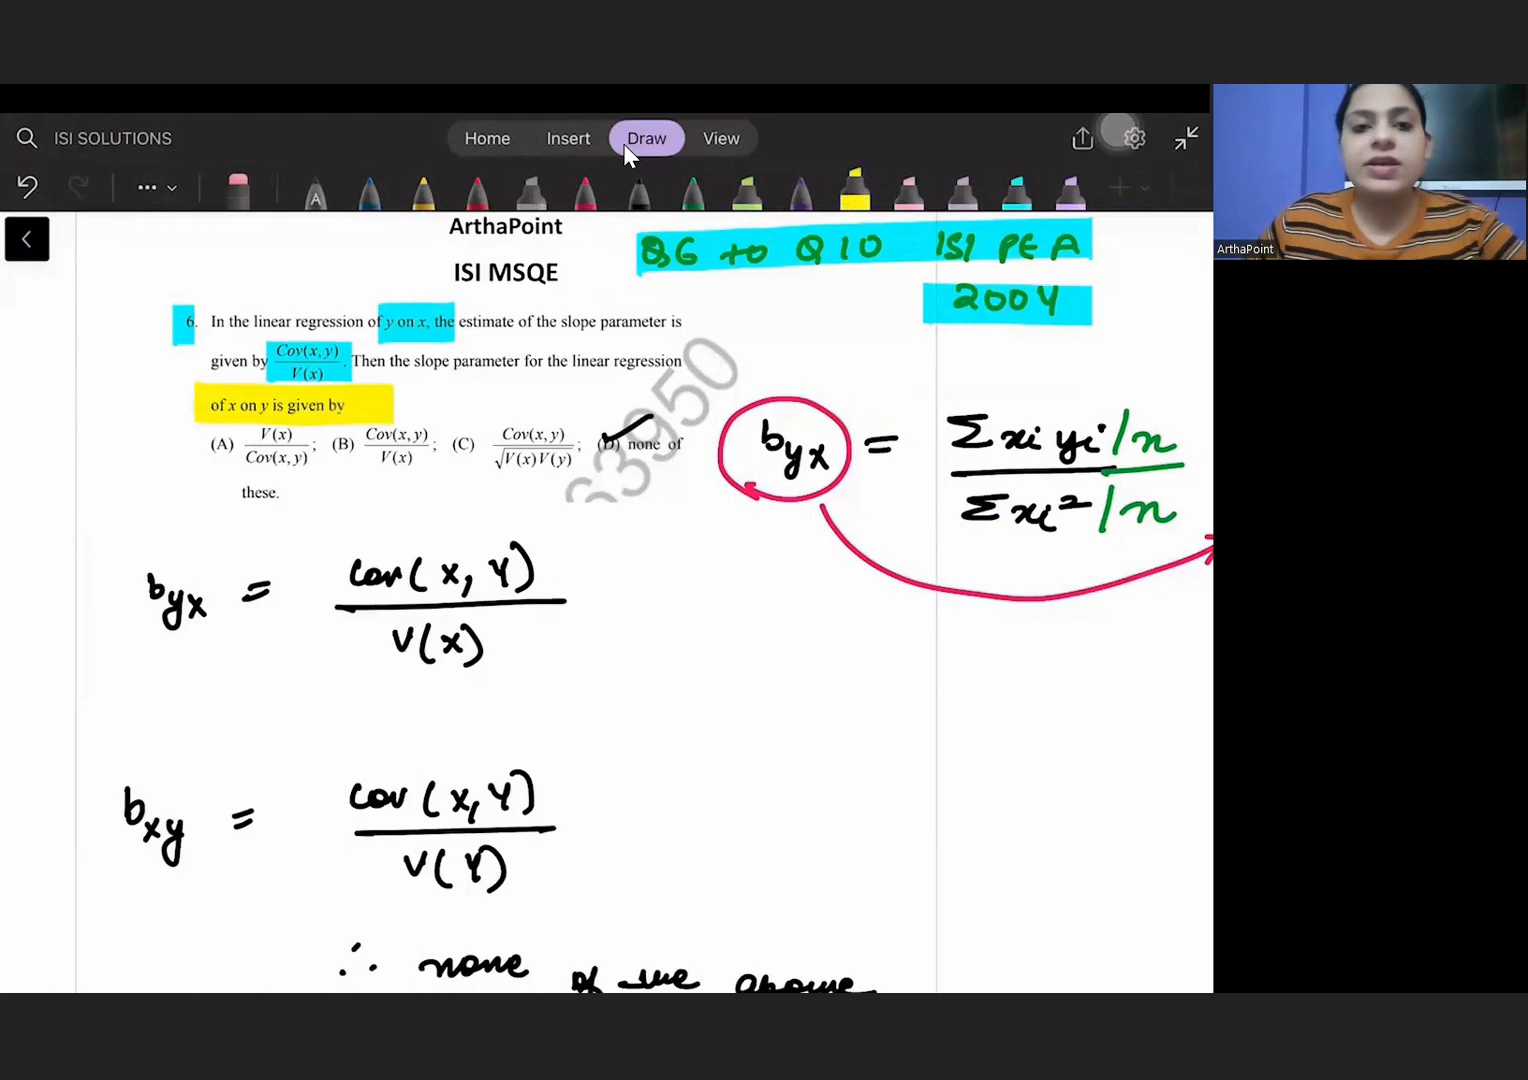 ISI SOLUTIONS
Home Insert Draw View
A
ArthaPoint
ArthaPoint
ISI MSQE
Q6 to Q10 ISI PEA
2004
6. In the linear regression of y on x, the estimate of the slope parameter is
given by Cov(x, y) / V(x) . Then the slope parameter for the linear regression
of x on y is given by
(A) V(x) / Cov(x, y) ; (B) Cov(x, y) / V(x) ; (C) Cov(x, y) / √V(x)V(y) ; (D) none of
these.
63950
byx = Σxi yi /n
Σxi² /n
byx = Cov(X, Y)
V(X)
bxy = Cov(X, Y)
V(Y)
∴ none of the above